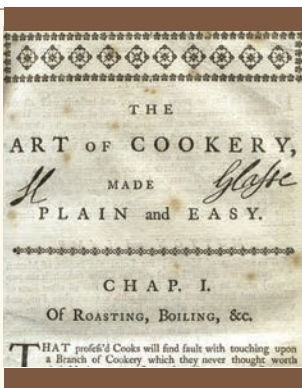 THE
ART OF COOKERY,
H Glasse
MADE
PLAIN and EASY.
CHAP. I.
Of ROASTING, BOILING, &c.
THAT profess'd Cooks will find fault with touching upon
a Branch of Cookery which they never thought worth